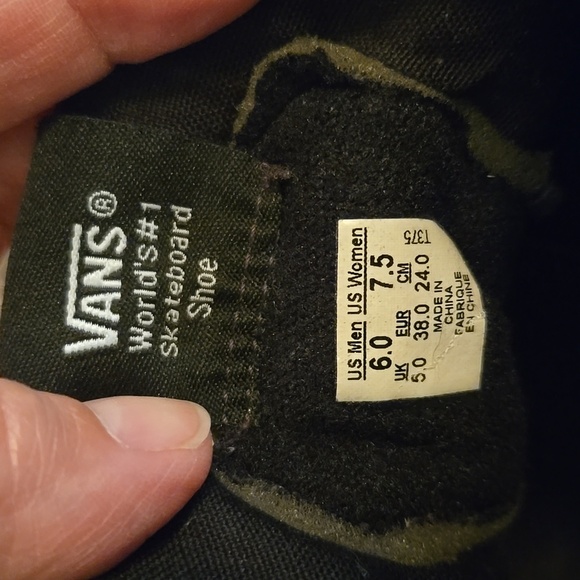 VANS®
World's #1
Skateboard
Shoe
US Men US Women
6.0 7.5
UK EUR CM
5.0 38.0 24.0
MADE IN
CHINA
FABRIQUE
EN CHINE
T375